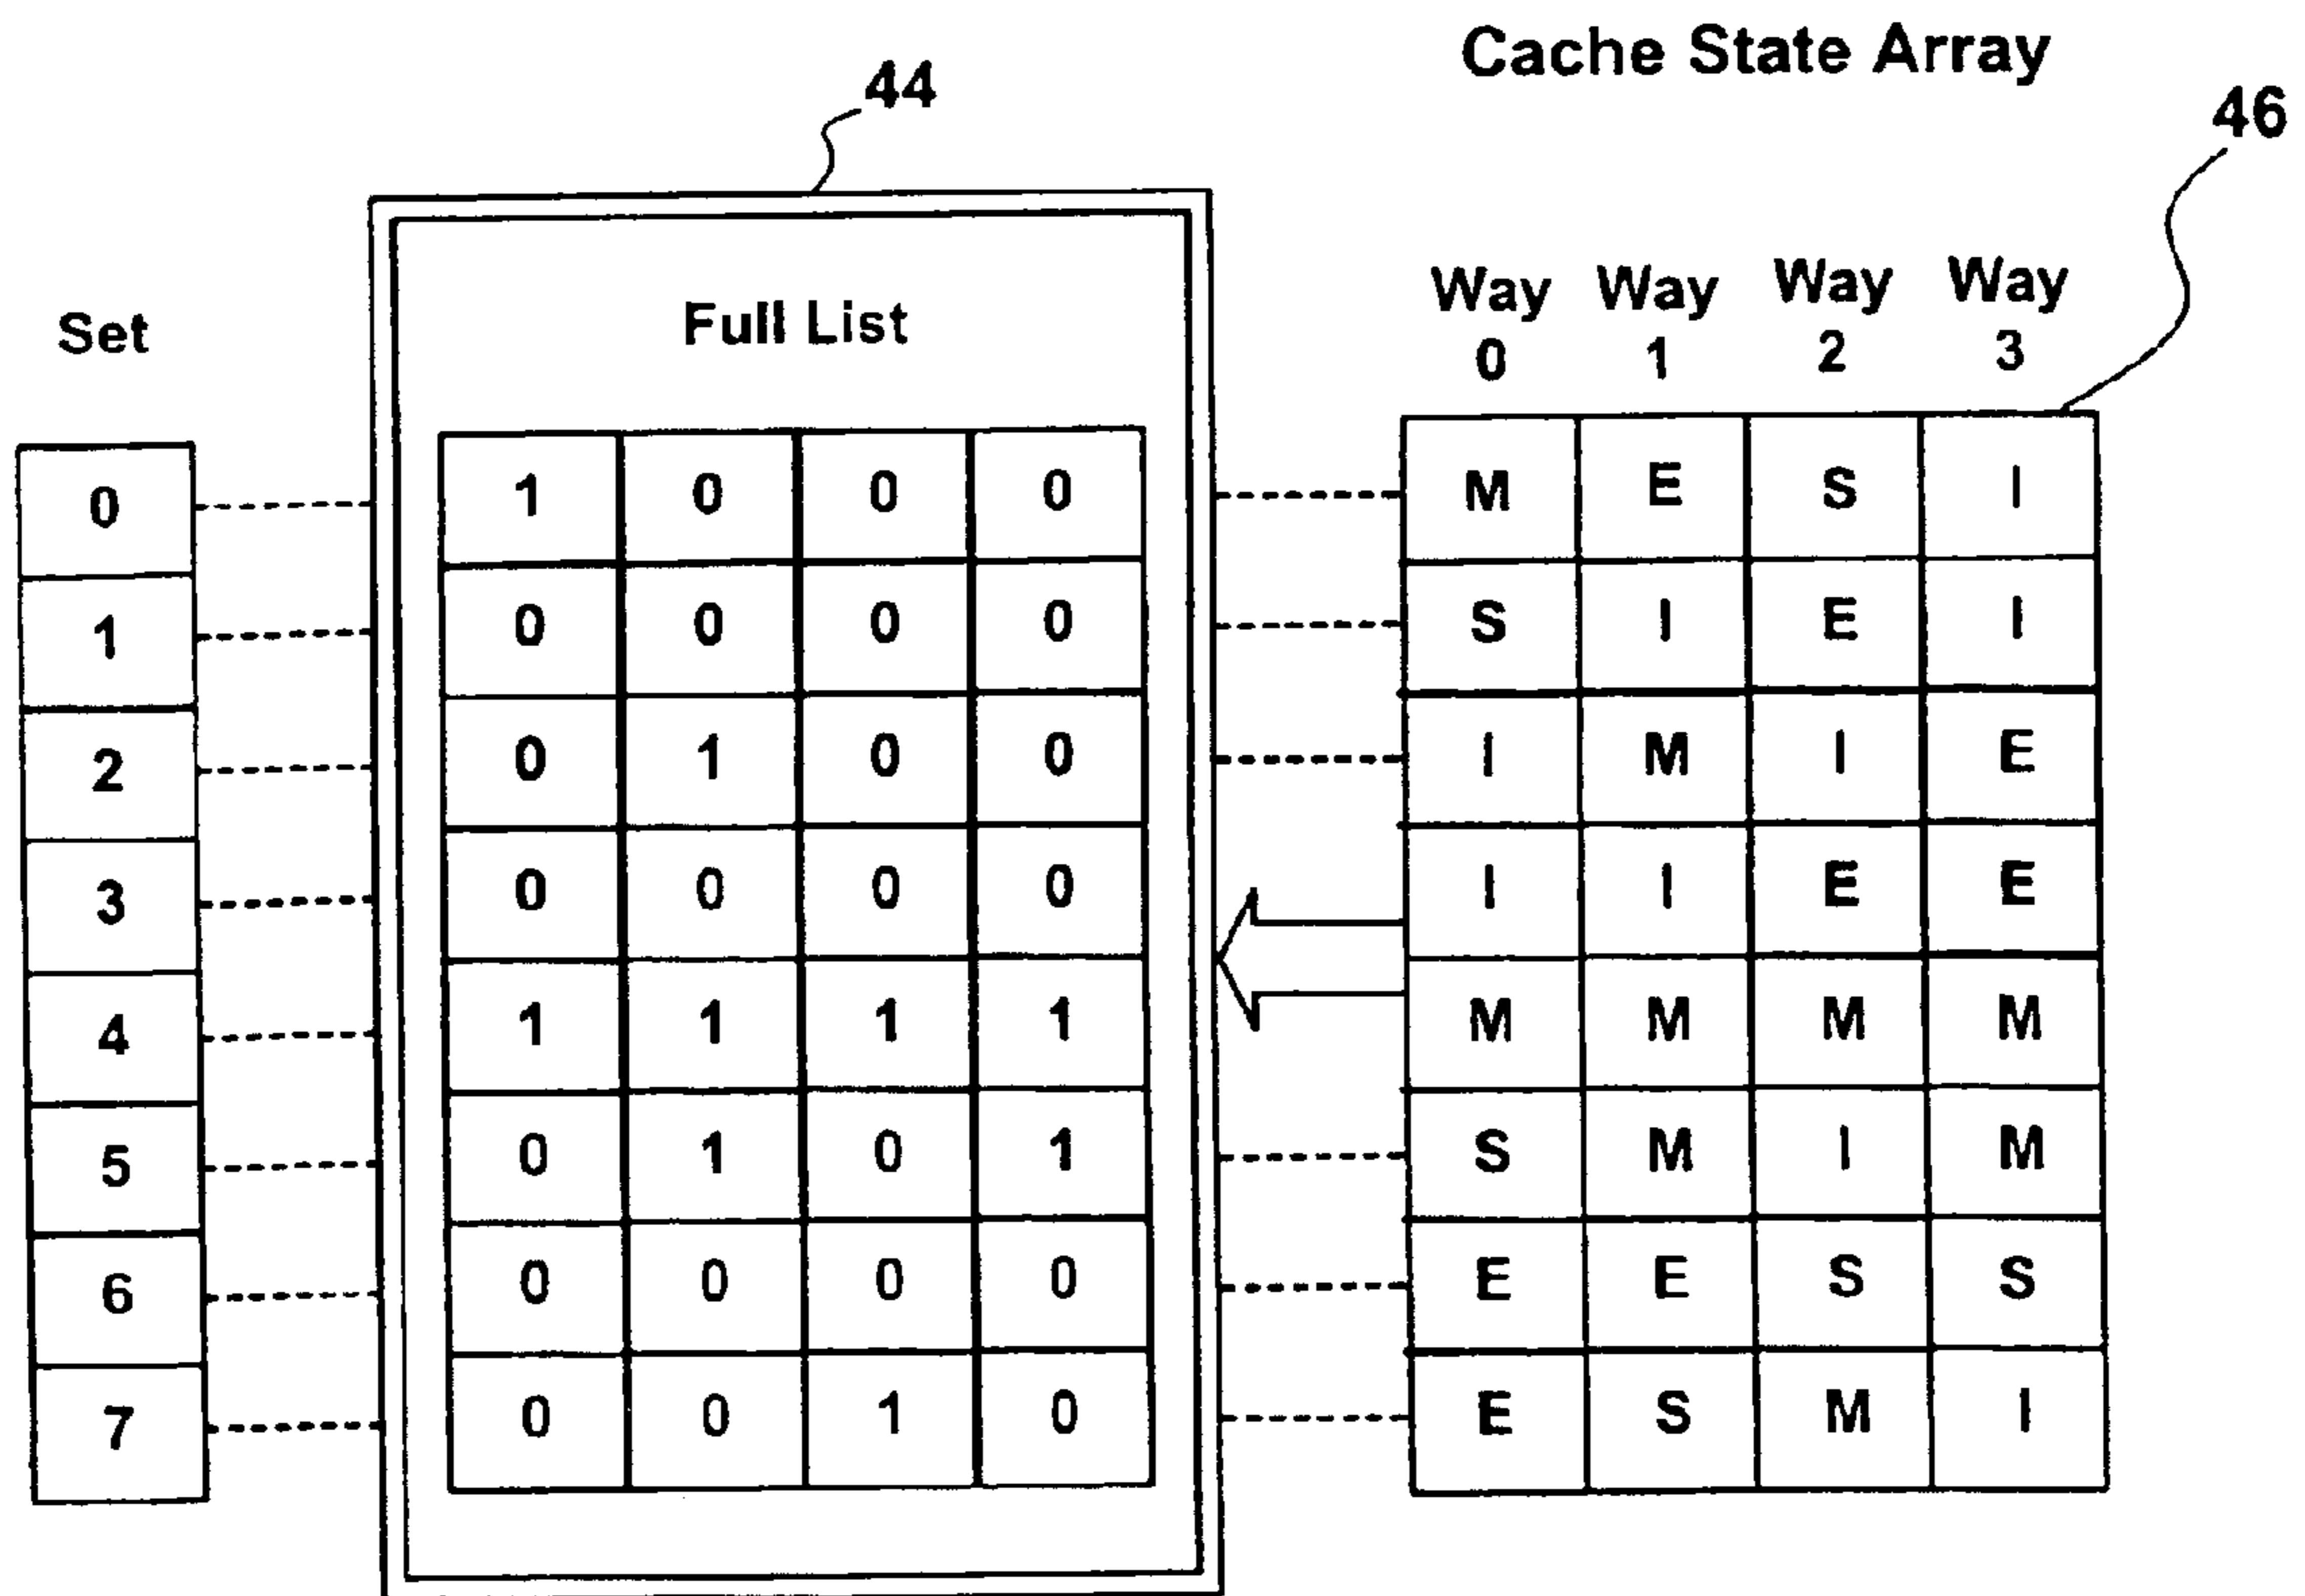 Cache State Array
44
46
Set
Full List
Way Way Way Way
0 1 2 3
0 1 0 0 0 M E S I
1 0 0 0 0 S I E I
2 0 1 0 0 I M I E
3 0 0 0 0 I I E E
4 1 1 1 1 M M M M
5 0 1 0 1 S M I M
6 0 0 0 0 E E S S
7 0 0 1 0 E S M I